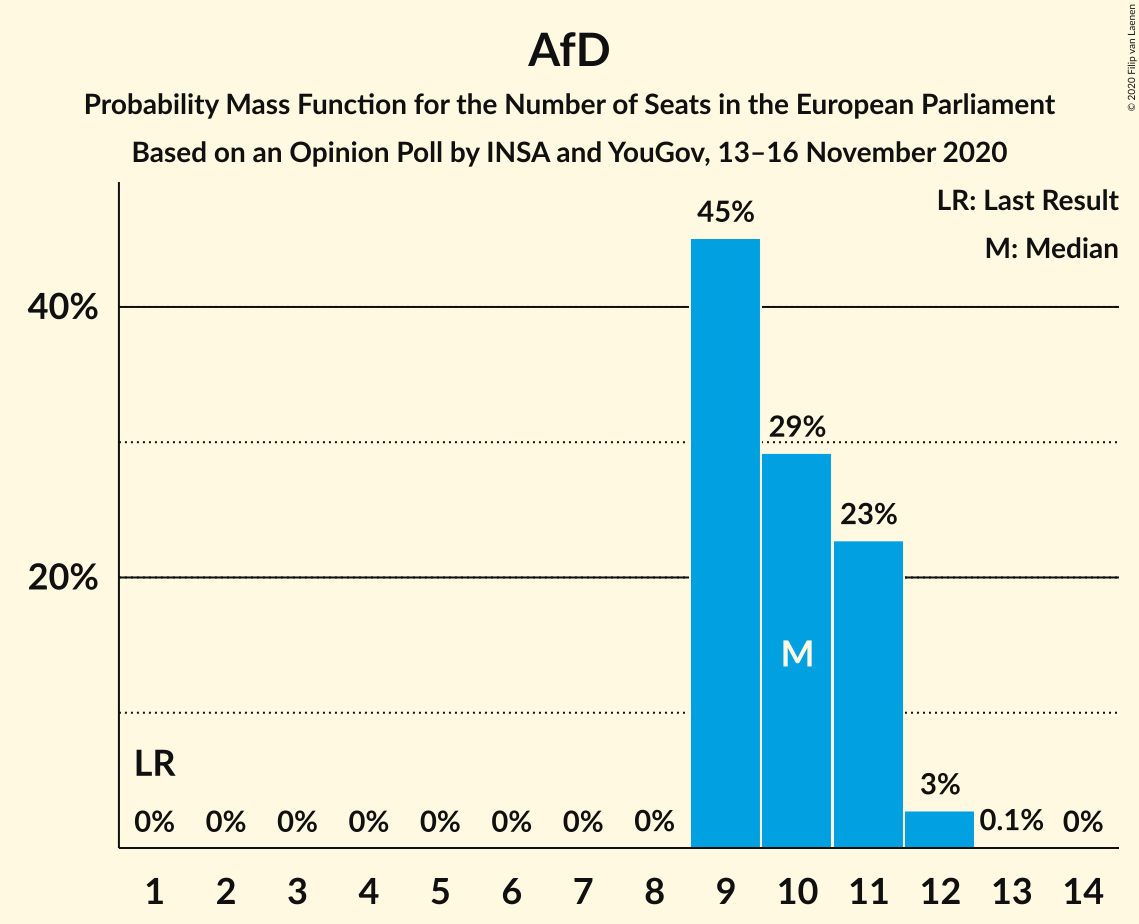 AfD
Probability Mass Function for the Number of Seats in the European Parliament
Based on an Opinion Poll by INSA and YouGov, 13–16 November 2020
© 2020 Filip van Laenen
LR: Last Result
M: Median
40%
20%
45%
29%
23%
M
LR
0% 0% 0% 0% 0% 0% 0% 0% 3% 0.1% 0%
1 2 3 4 5 6 7 8 9 10 11 12 13 14